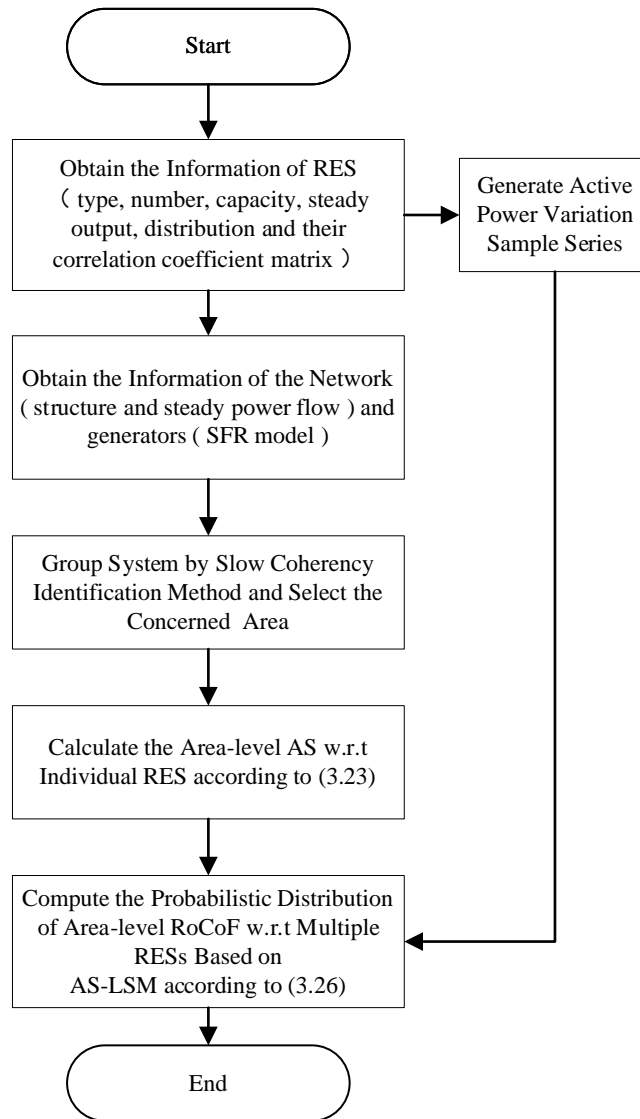 Start
Obtain the Information of RES
（ type, number, capacity, steady
output, distribution and their
correlation coefficient matrix ）
Generate Active
Power Variation
Sample Series
Obtain the Information of the Network
( structure and steady power flow ) and
generators ( SFR model )
Group System by Slow Coherency
Identification Method and Select the
Concerned Area
Calculate the Area-level AS w.r.t
Individual RES according to (3.23)
Compute the Probabilistic Distribution
of Area-level RoCoF w.r.t Multiple
RESs Based on
AS-LSM according to (3.26)
End